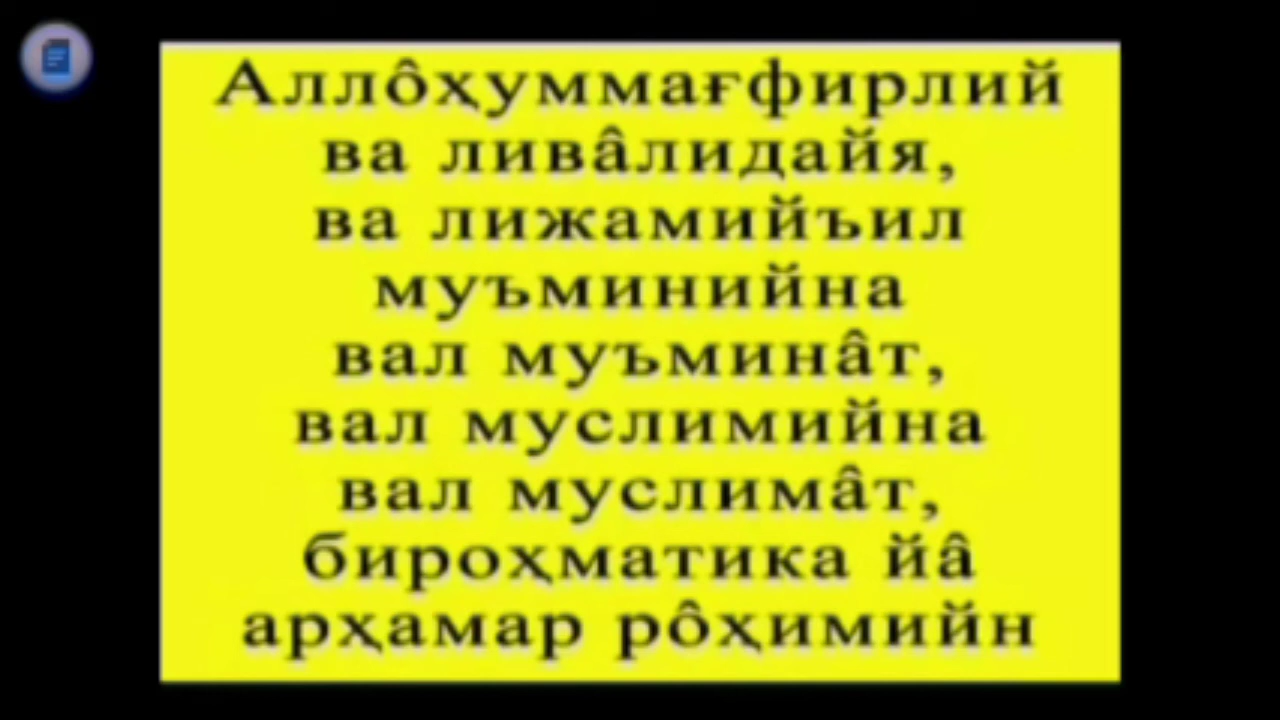 Аллôҳуммағфирлий
ва ливâлидайя,
ва лижамийъил
муъминийна
вал муъминâт,
вал муслимийна
вал муслимâт,
бироҳматика йâ
арҳамар рôҳимийн